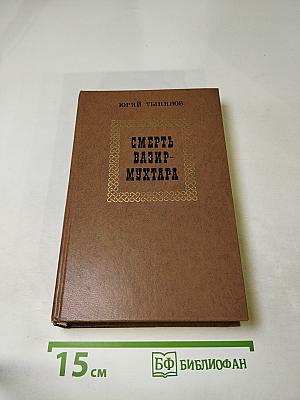 ЮРИЙ ТЫНЯНОВ
СМЕРТЬ
ВАЗИР-
МУХТАРА
15 см
БФ БИБЛИОФАН